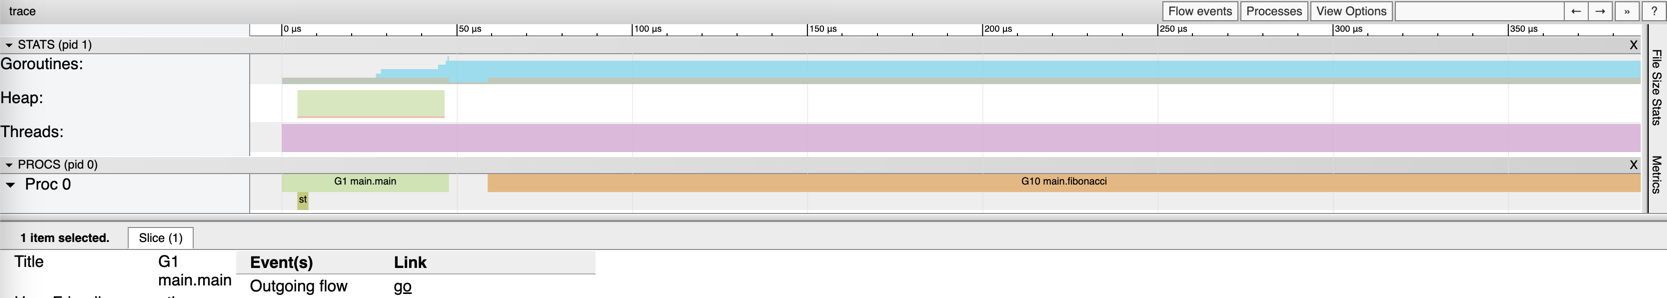 trace Flow events Processes View Options ← → » ?
0 µs 50 µs 100 µs 150 µs 200 µs 250 µs 300 µs 350 µs
STATS (pid 1) X
Goroutines:
Heap:
Threads:
PROCS (pid 0) X
Proc 0 G1 main.main G10 main.fibonacci
st
File Size Stats
Metrics
1 item selected. Slice (1)
Title G1 Event(s) Link
main.main Outgoing flow go